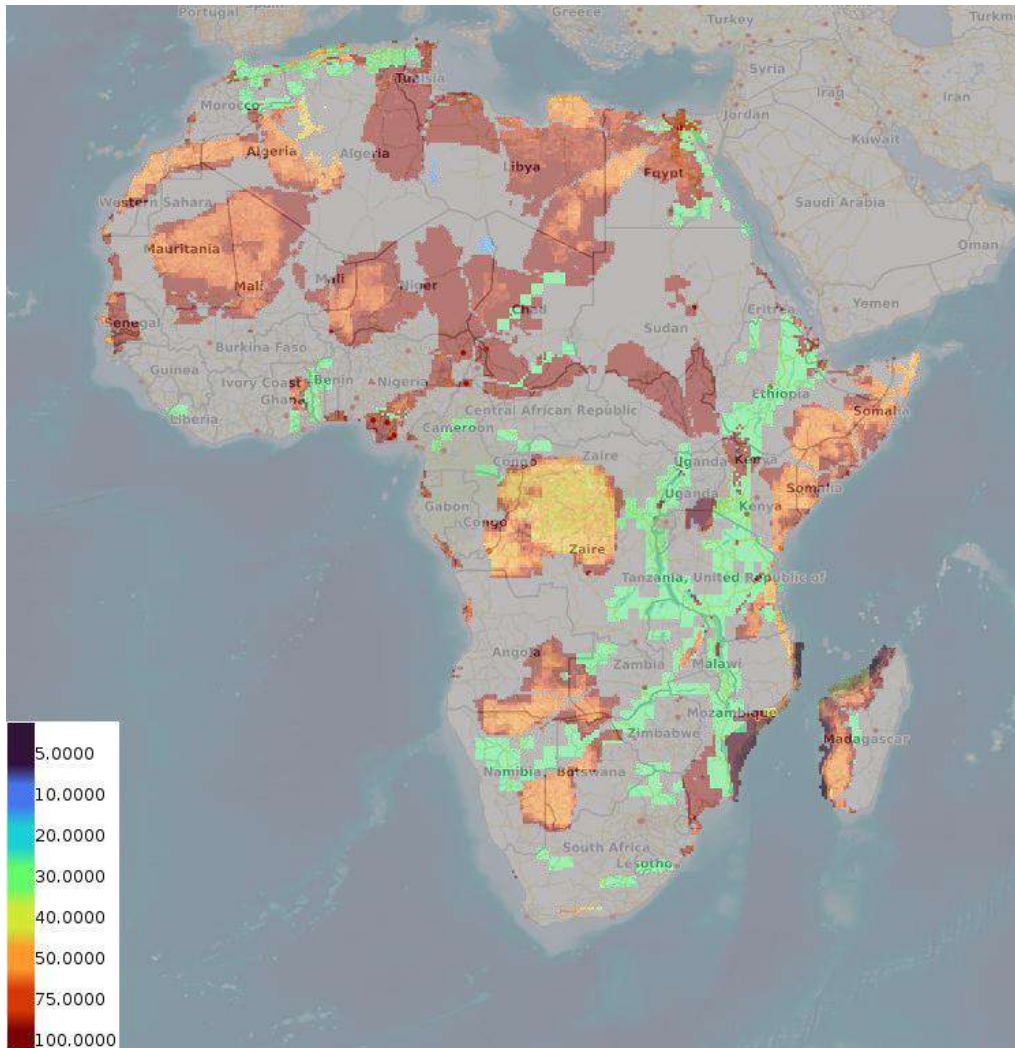 Portugal
Greece
Turkey
Turkm
Syria
Tunisia
Iraq
Iran
Morocco
Jordan
Kuwait
Algeria
Algeria
Libya
Egypt
Western Sahara
Saudi Arabia
Mauritania
Oman
Mali
Niger
Mali
Chad
Yemen
Senegal
Sudan
Eritrea
Burkina Faso
Guinea
Ivory Coast
Benin
Nigeria
Ghana
Ethiopia
Somalia
Liberia
Central African Republic
Cameroon
Congo
Zaire
Uganda
Kenya
Uganda
Somalia
Gabon
Kenya
Congo
Zaire
Tanzania, United Republic of
Angola
Zambia
Malawi
Mozambique
Zimbabwe
Madagascar
Namibia
Botswana
South Africa
Lesotho
5.0000
10.0000
20.0000
30.0000
40.0000
50.0000
75.0000
100.0000